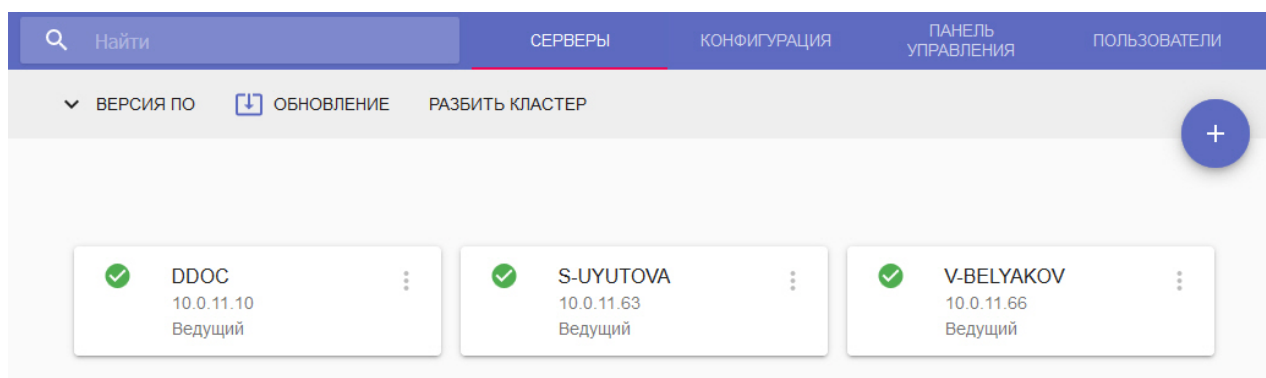 Найти
СЕРВЕРЫ
КОНФИГУРАЦИЯ
ПАНЕЛЬ
УПРАВЛЕНИЯ
ПОЛЬЗОВАТЕЛИ
ВЕРСИЯ ПО
ОБНОВЛЕНИЕ
РАЗБИТЬ КЛАСТЕР
+
DDOC
10.0.11.10
Ведущий
S-UYUTOVA
10.0.11.63
Ведущий
V-BELYAKOV
10.0.11.66
Ведущий